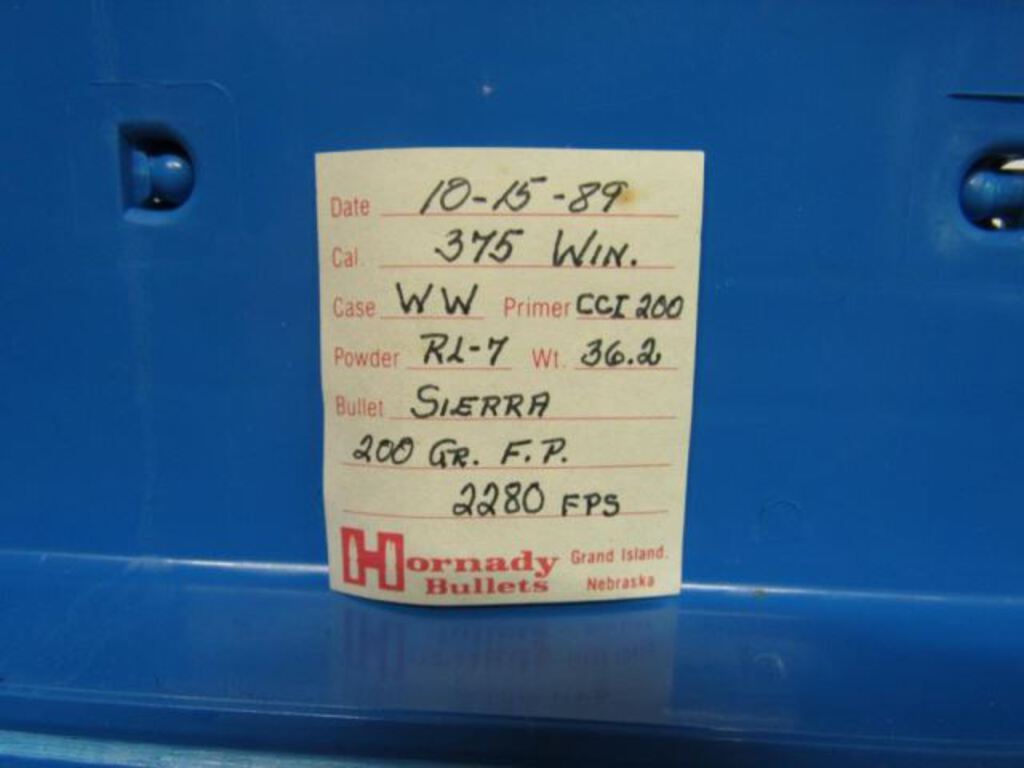 Date 10-15-89
Cal. 375 WIN.
Case WW Primer CCI 200
Powder RL-7 Wt. 36.2
Bullet SIERRA
200 GR. F.P.
2280 FPS
Hornady Bullets Grand Island, Nebraska